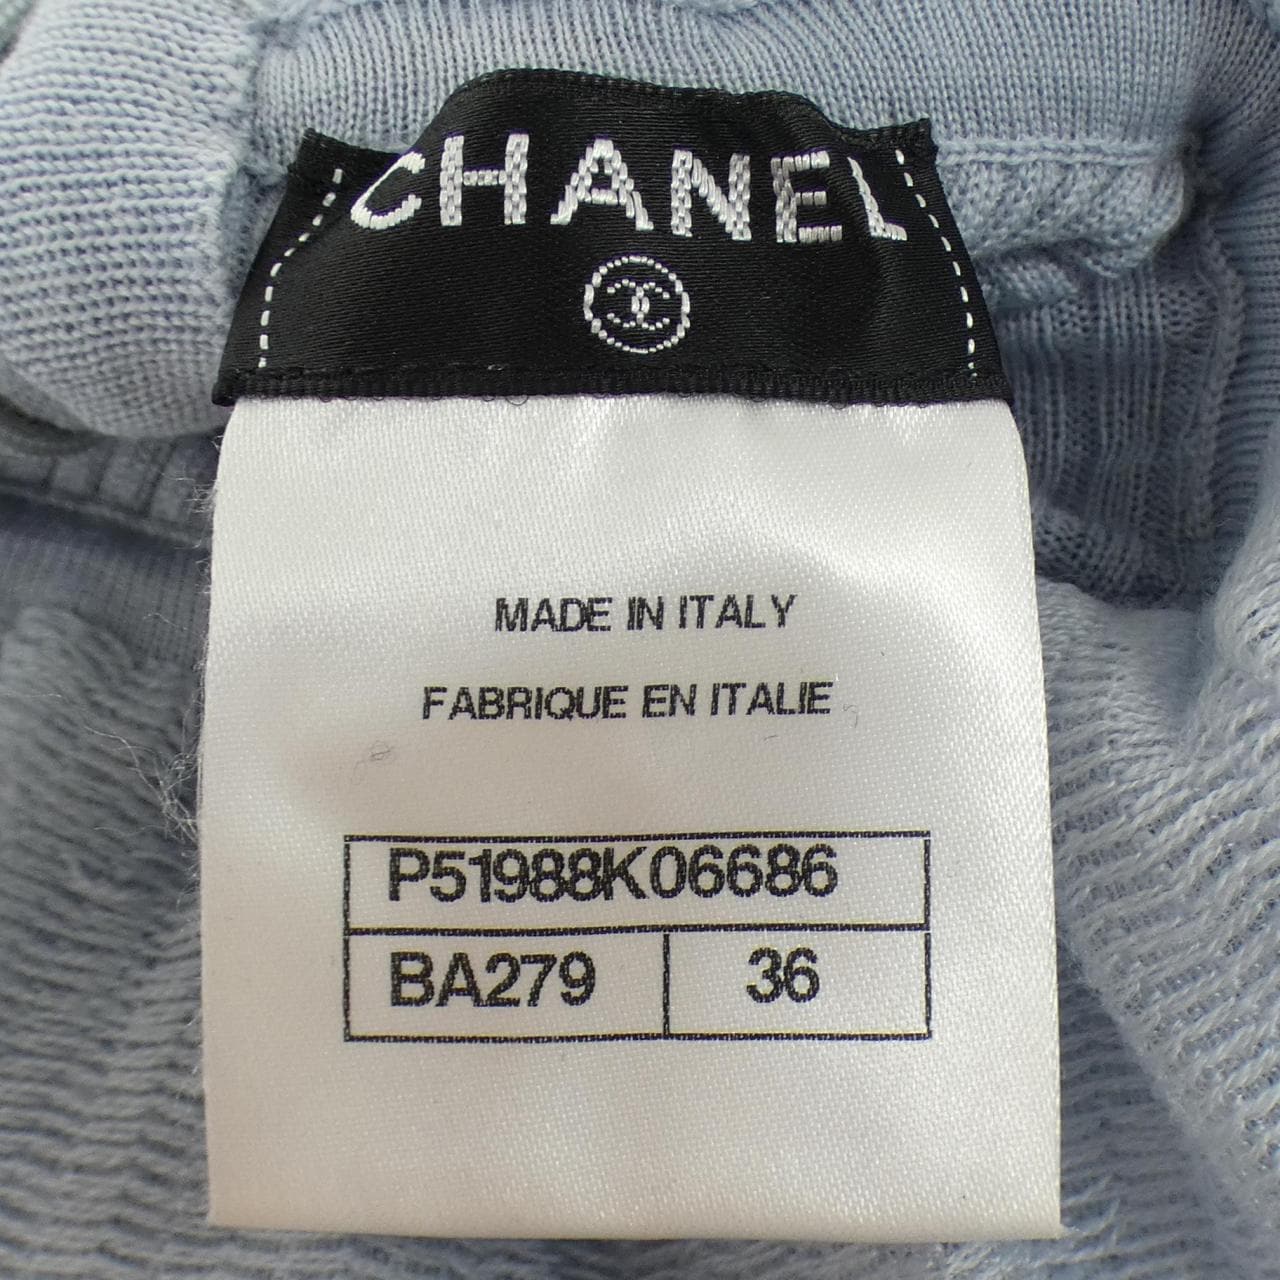 CHANEL
MADE IN ITALY
FABRIQUE EN ITALIE
P51988K06686
BA279 36